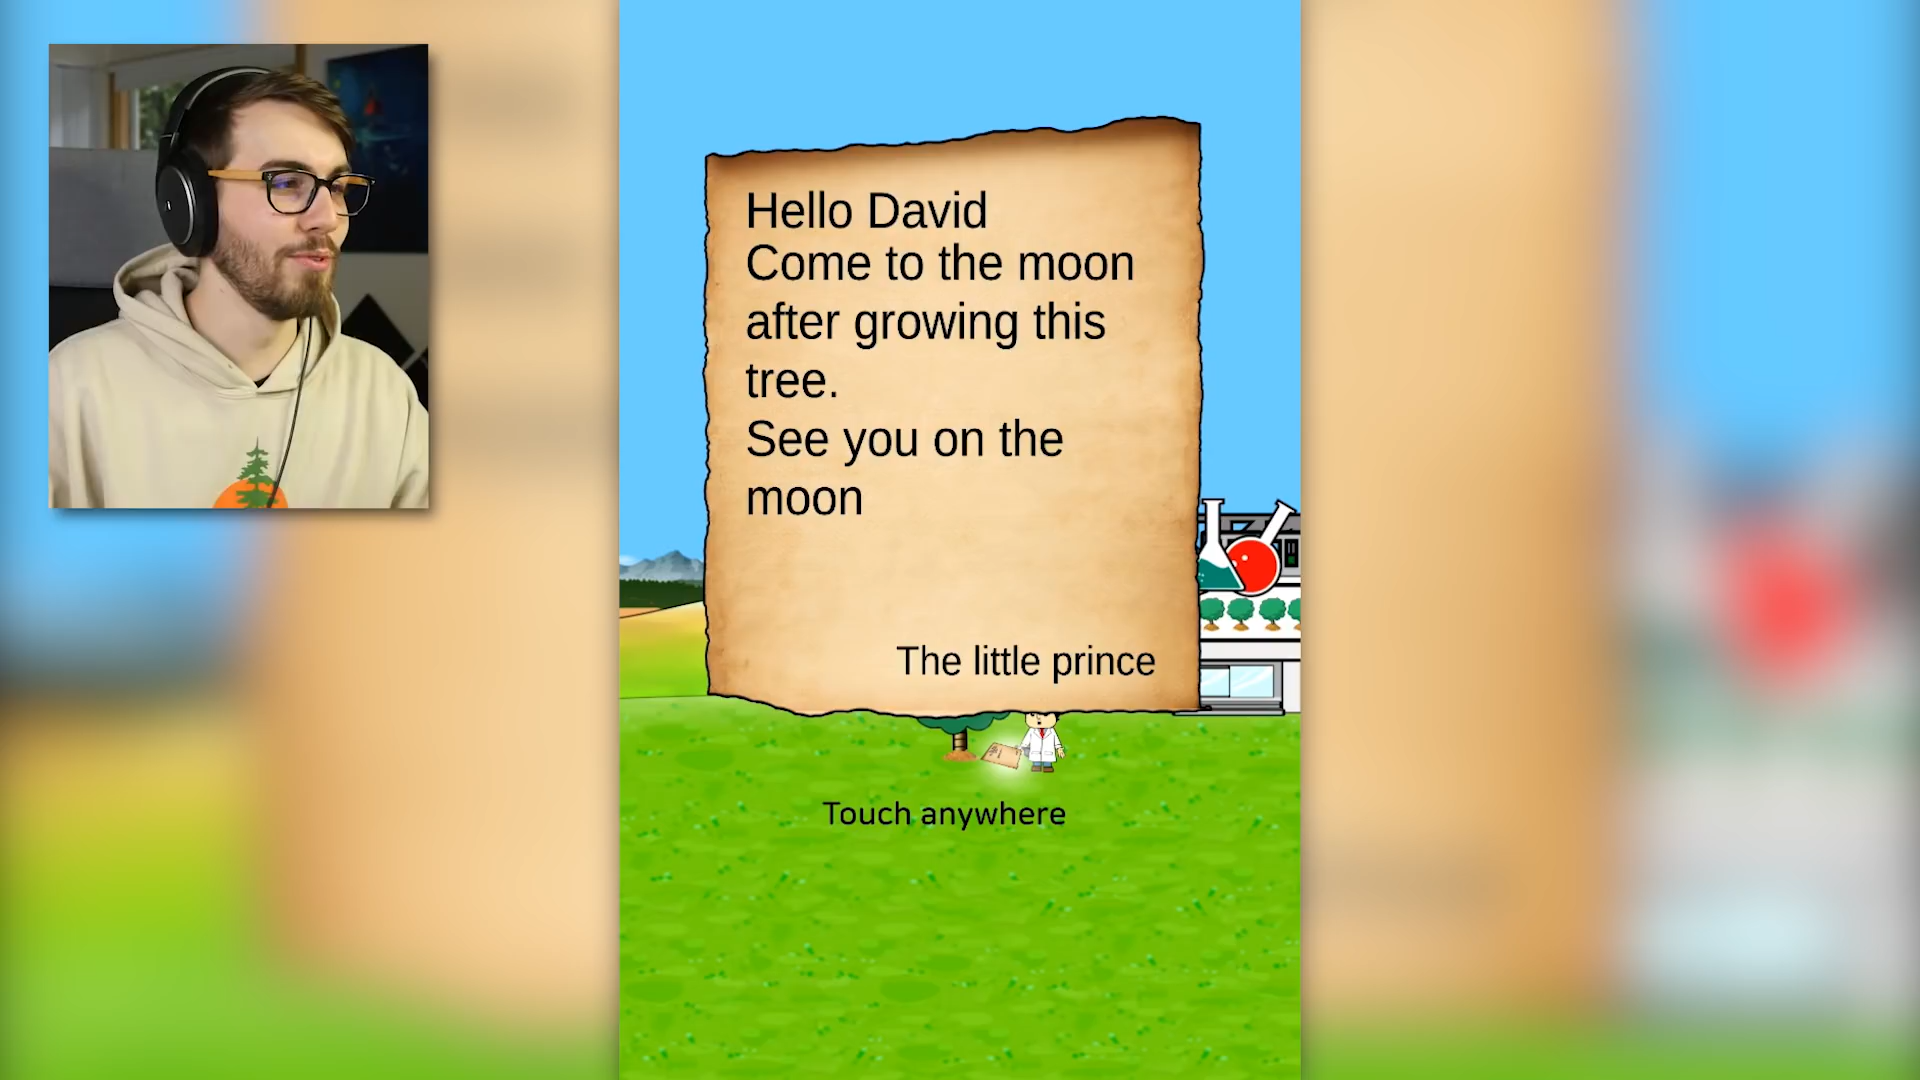 Hello David
Come to the moon
after growing this
tree.
See you on the
moon
The little prince
Touch anywhere